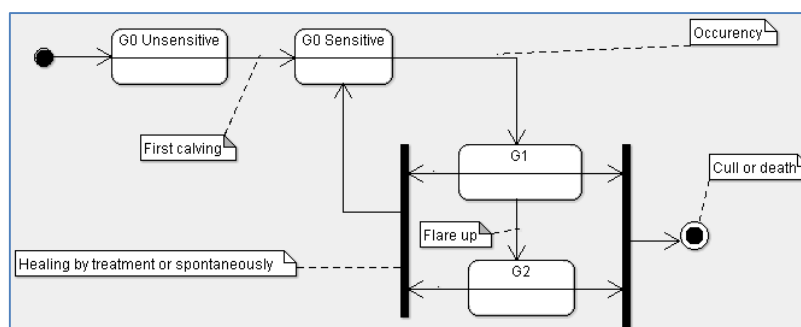 G0 Unsensitive
G0 Sensitive
Occurency
First calving
G1
Cull or death
Flare up
Healing by treatment or spontaneously
G2